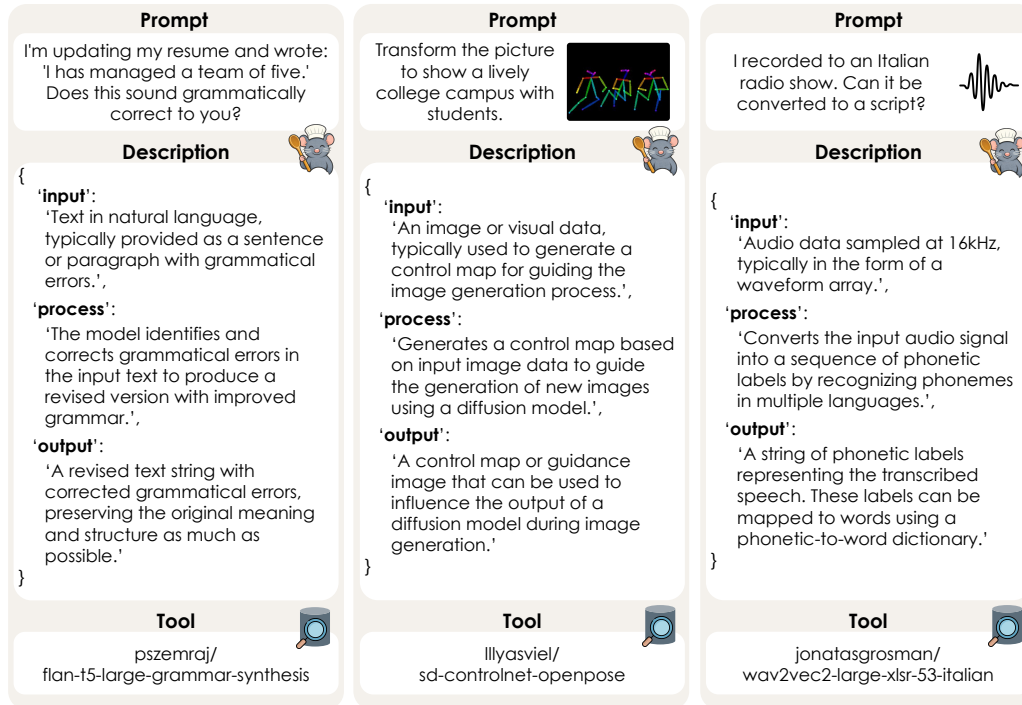 Prompt
I'm updating my resume and wrote:
'I has managed a team of five.'
Does this sound grammatically
correct to you?
Description
{
‘input’:
‘Text in natural language,
typically provided as a sentence
or paragraph with grammatical
errors.’,
‘process’:
‘The model identifies and
corrects grammatical errors in
the input text to produce a
revised version with improved
grammar.’,
‘output’:
‘A revised text string with
corrected grammatical errors,
preserving the original meaning
and structure as much as
possible.’
}
Tool
pszemraj/
flan-t5-large-grammar-synthesis
Prompt
Transform the picture
to show a lively
college campus with
students.
Description
{
‘input’:
‘An image or visual data,
typically used to generate a
control map for guiding the
image generation process.’,
‘process’:
‘Generates a control map based
on input image data to guide
the generation of new images
using a diffusion model.’,
‘output’:
‘A control map or guidance
image that can be used to
influence the output of a
diffusion model during image
generation.’
}
Tool
lllyasviel/
sd-controlnet-openpose
Prompt
I recorded to an Italian
radio show. Can it be
converted to a script?
Description
{
‘input’:
‘Audio data sampled at 16kHz,
typically in the form of a
waveform array.’,
‘process’:
‘Converts the input audio signal
into a sequence of phonetic
labels by recognizing phonemes
in multiple languages.’,
‘output’:
‘A string of phonetic labels
representing the transcribed
speech. These labels can be
mapped to words using a
phonetic-to-word dictionary.’
}
Tool
jonatasgrosman/
wav2vec2-large-xlsr-53-italian